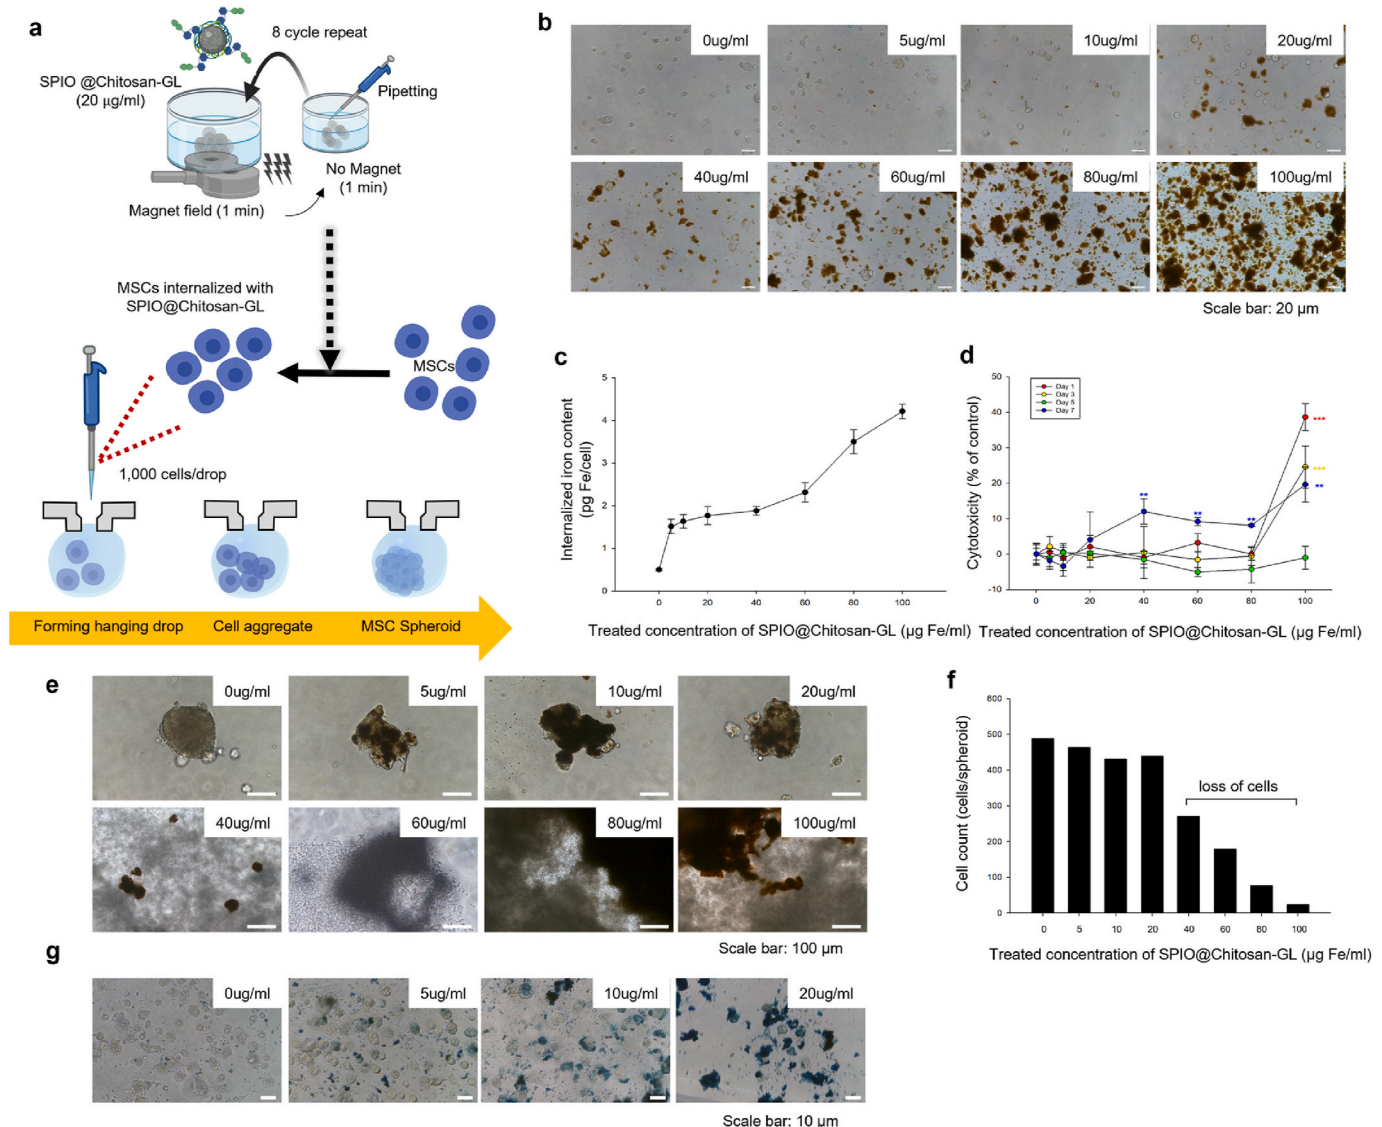 a
8 cycle repeat
SPIO @Chitosan-GL
(20 μg/ml)
Pipetting
No Magnet
(1 min)
Magnet field (1 min)
MSCs internalized with
SPIO@Chitosan-GL
MSCs
1,000 cells/drop
Forming hanging drop
Cell aggregate
MSC Spheroid
b
0ug/ml
5ug/ml
10ug/ml
20ug/ml
40ug/ml
60ug/ml
80ug/ml
100ug/ml
Scale bar: 20 μm
c
Internalized iron content
(pg Fe/cell)
5
4
3
2
1
0
0
20
40
60
80
100
Treated concentration of SPIO@Chitosan-GL (μg Fe/ml)
d
Cytotoxicity (% of control)
50
40
30
20
10
0
-10
Day 1
Day 3
Day 5
Day 7
**
**
**
***
***
**
0
20
40
60
80
100
Treated concentration of SPIO@Chitosan-GL (μg Fe/ml)
e
0ug/ml
5ug/ml
10ug/ml
20ug/ml
40ug/ml
60ug/ml
80ug/ml
100ug/ml
Scale bar: 100 μm
f
Cell count (cells/spheroid)
600
500
400
300
200
100
0
loss of cells
0
5
10
20
40
60
80
100
Treated concentration of SPIO@Chitosan-GL (μg Fe/ml)
g
0ug/ml
5ug/ml
10ug/ml
20ug/ml
Scale bar: 10 μm